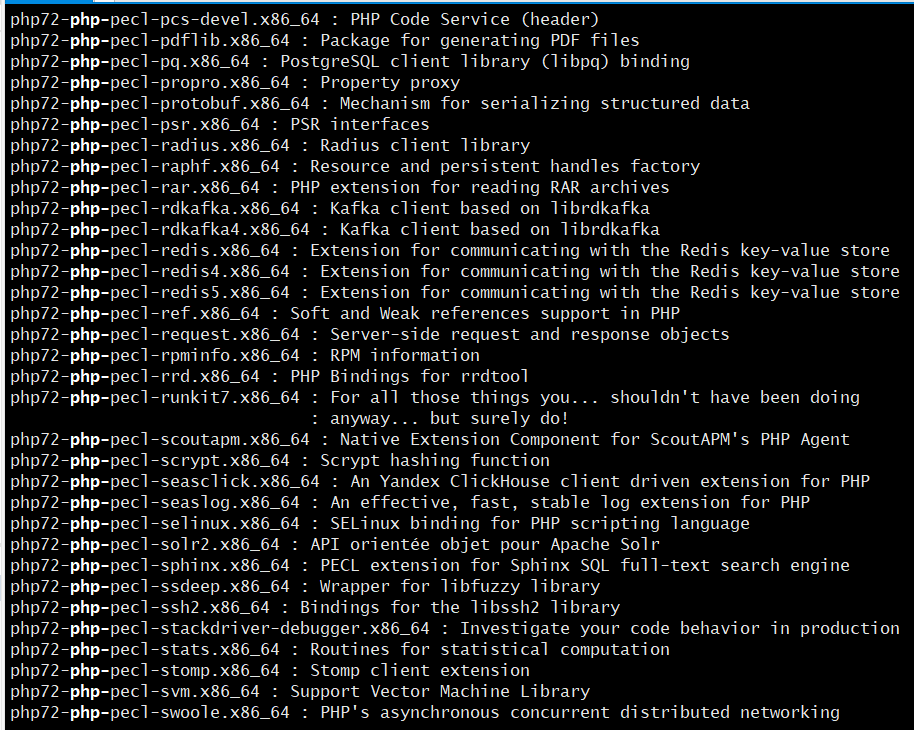 php72-php-pecl-pcs-devel.x86_64 : PHP Code Service (header)
php72-php-pecl-pdflib.x86_64 : Package for generating PDF files
php72-php-pecl-pq.x86_64 : PostgreSQL client library (libpq) binding
php72-php-pecl-propro.x86_64 : Property proxy
php72-php-pecl-protobuf.x86_64 : Mechanism for serializing structured data
php72-php-pecl-psr.x86_64 : PSR interfaces
php72-php-pecl-radius.x86_64 : Radius client library
php72-php-pecl-raphf.x86_64 : Resource and persistent handles factory
php72-php-pecl-rar.x86_64 : PHP extension for reading RAR archives
php72-php-pecl-rdkafka.x86_64 : Kafka client based on librdkafka
php72-php-pecl-rdkafka4.x86_64 : Kafka client based on librdkafka
php72-php-pecl-redis.x86_64 : Extension for communicating with the Redis key-value store
php72-php-pecl-redis4.x86_64 : Extension for communicating with the Redis key-value store
php72-php-pecl-redis5.x86_64 : Extension for communicating with the Redis key-value store
php72-php-pecl-ref.x86_64 : Soft and Weak references support in PHP
php72-php-pecl-request.x86_64 : Server-side request and response objects
php72-php-pecl-rpminfo.x86_64 : RPM information
php72-php-pecl-rrd.x86_64 : PHP Bindings for rrdtool
php72-php-pecl-runkit7.x86_64 : For all those things you... shouldn't have been doing
: anyway... but surely do!
php72-php-pecl-scoutapm.x86_64 : Native Extension Component for ScoutAPM's PHP Agent
php72-php-pecl-scrypt.x86_64 : Scrypt hashing function
php72-php-pecl-seasclick.x86_64 : An Yandex ClickHouse client driven extension for PHP
php72-php-pecl-seaslog.x86_64 : An effective, fast, stable log extension for PHP
php72-php-pecl-selinux.x86_64 : SELinux binding for PHP scripting language
php72-php-pecl-solr2.x86_64 : API orientée objet pour Apache Solr
php72-php-pecl-sphinx.x86_64 : PECL extension for Sphinx SQL full-text search engine
php72-php-pecl-ssdeep.x86_64 : Wrapper for libfuzzy library
php72-php-pecl-ssh2.x86_64 : Bindings for the libssh2 library
php72-php-pecl-stackdriver-debugger.x86_64 : Investigate your code behavior in production
php72-php-pecl-stats.x86_64 : Routines for statistical computation
php72-php-pecl-stomp.x86_64 : Stomp client extension
php72-php-pecl-svm.x86_64 : Support Vector Machine Library
php72-php-pecl-swoole.x86_64 : PHP's asynchronous concurrent distributed networking